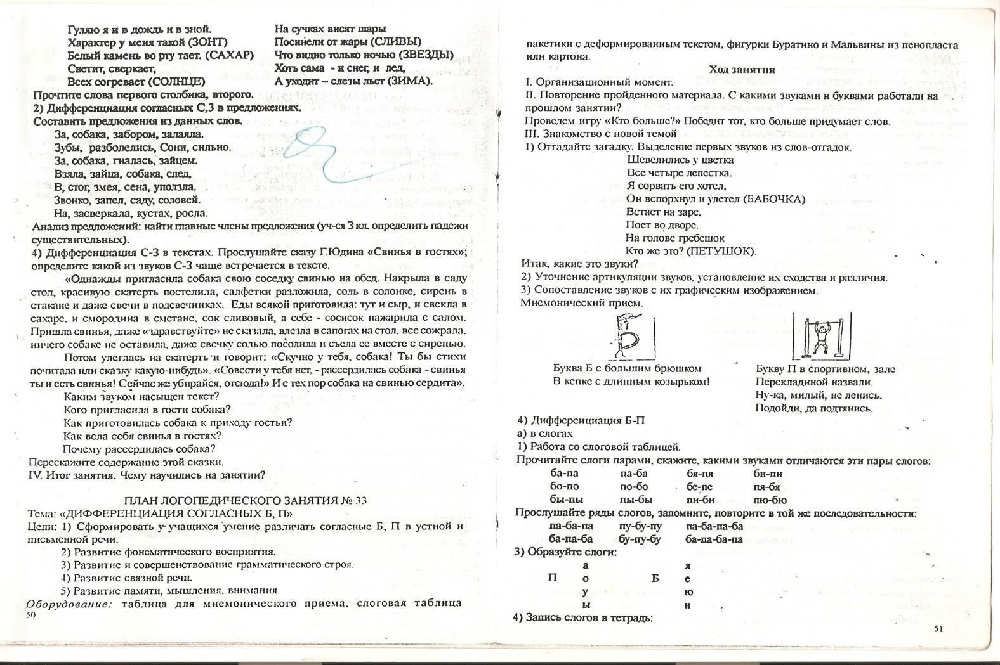 Гуляю я и в дождь и в зной.
Характер у меня такой (ЗОНТ)
Белый камень во рту тает. (САХАР)
Светит, сверкает,
Всех согревает (СОЛНЦЕ)
На сучках висят шары
Посинели от жары (СЛИВЫ)
Что видно только ночью (ЗВЕЗДЫ)
Хоть сама - и снег, и лед,
А уходит – слезы льет (ЗИМА).
Прочтите слова первого столбика, второго.
2) Дифференциация согласных С,З в предложениях.
Составить предложения из данных слов.
За, собака, забором, залаяла.
Зубы, разболелись, Сони, сильно.
За, собака, гналась, зайцем.
Взяла, зайца, собака, след,
В, стог, змея, сена, уползла.
Звонко, запел, саду, соловей.
На, засверкала, кустах, росла.
Анализ предложений: найти главные члены предложения (уч-ся 3 кл. определить падежи
существительных).
4) Дифференциация С-З в текстах. Прослушайте сказу Г.Юдина «Свинья в гостях»;
определите какой из звуков С-З чаще встречается в тексте.
«Однажды пригласила собака свою соседку свинью на обед. Накрыла в саду
стол, красивую скатерть постелила, салфетки разложила, соль в солонке, сирень в
стакане и даже свечи в подсвечниках. Еды всякой приготовила: тут и сыр, и свекла в
сахаре, и смородина в сметане, сок сливовый, а себе - сосисок нажарила с салом.
Пришла свинья, даже «здравствуйте» не сказала, влезла в сапогах на стол, все сожрала,
ничего собаке не оставила, даже свечку солью посолила и съела ее вместе с сиренью.
Потом улеглась на скатерть и говорит: «Скучно у тебя, собака! Ты бы стихи
почитала или сказку какую-нибудь». «Совести у тебя нет, - рассердилась собака - свинья
ты и есть свинья! Сейчас же убирайся, отсюда!» И с тех пор собака на свинью сердита».
Каким звуком насыщен текст?
Кого пригласила в гости собака?
Как приготовилась собака к приходу гостьи?
Как вела себя свинья в гостях?
Почему рассердилась собака?
Перескажите содержание этой сказки.
IV. Итог занятия. Чему научились на занятии?
ПЛАН ЛОГОПЕДИЧЕСКОГО ЗАНЯТИЯ № 33
Тема: «ДИФФЕРЕНЦИАЦИЯ СОГЛАСНЫХ Б, П»
Цели: 1) Сформировать у учащихся умение различать согласные Б, П в устной и
письменной речи.
2) Развитие фонематического восприятия.
3) Развитие и совершенствование грамматического строя.
4) Развитие связной речи.
5) Развитие памяти, мышления, внимания.
Оборудование: таблица для мнемонического приема, слоговая таблица
50
пакетики с деформированным текстом, фигурки Буратино и Мальвины из пенопласта
или картона.
Ход занятия
I. Организационный момент.
II. Повторение пройденного материала. С какими звуками и буквами работали на
прошлом занятии?
Проведем игру «Кто больше?» Победит тот, кто больше придумает слов.
III. Знакомство с новой темой
1) Отгадайте загадку. Выделение первых звуков из слов-отгадок.
Шевелились у цветка
Все четыре лепестка.
Я сорвать его хотел,
Он вспорхнул и улетел (БАБОЧКА)
Встает на заре,
Поет во дворе.
На голове гребешок
Кто же это? (ПЕТУШОК).
Итак, какие это звуки?
2) Уточнение артикуляции звуков, установление их сходства и различия.
3) Сопоставление звуков с их графическим изображением.
Мнемонический прием.
Буква Б с большим брюшком
В кепке с длинным козырьком!
Букву П в спортивном, зале
Перекладиной назвали.
Ну-ка, милый, не ленись,
Подойди, да подтянись.
4) Дифференциация Б-П
а) в слогах
1) Работа со слоговой таблицей.
Прочитайте слоги парами, скажите, какими звуками отличаются эти пары слогов:
ба-па па-ба бя-пя би-пи
бо-по по-бо бе-пе пя-бя
бы-пы пы-бы пи-би пю-бю
Прослушайте ряды слогов, запомните, повторите в той же последовательности:
па-ба-па пу-бу-пу па-ба-па-ба
ба-па-ба бу-пу-бу ба-па-ба-па
3) Образуйте слоги:
а я
П о Б е
у ю
ы и
4) Запись слогов в тетрадь:
51